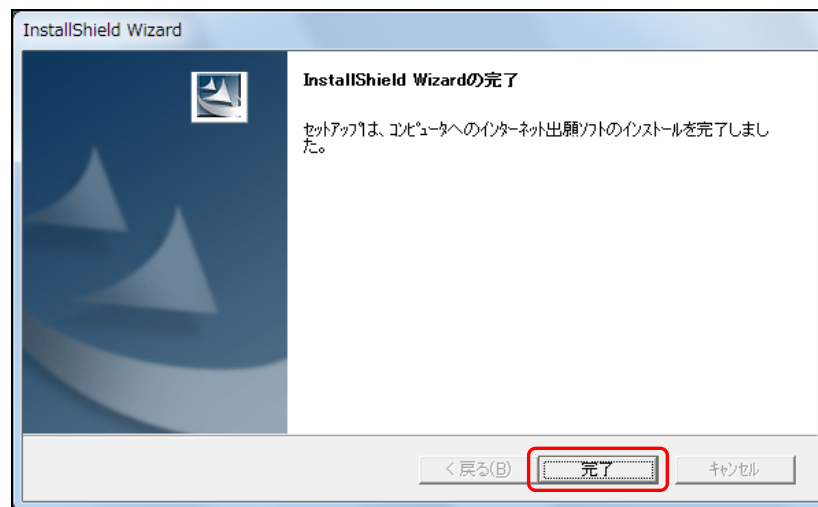 InstallShield Wizard
InstallShield Wizardの完了
セットアップは、コンピュータへのインターネット出願ソフトのインストールを完了しまし
た。
< 戻る(B)
完了
キャンセル